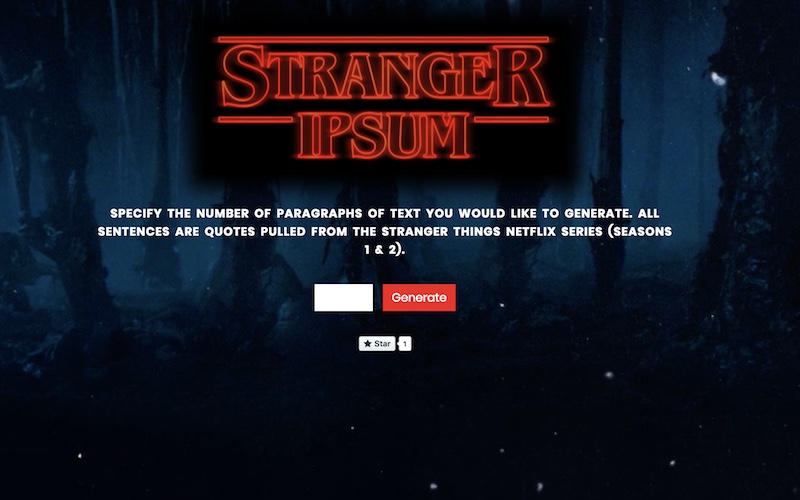 STRANGER
IPSUM
SPECIFY THE NUMBER OF PARAGRAPHS OF TEXT YOU WOULD LIKE TO GENERATE. ALL
SENTENCES ARE QUOTES PULLED FROM THE STRANGER THINGS NETFLIX SERIES (SEASONS
1 & 2).
Generate
Star 1